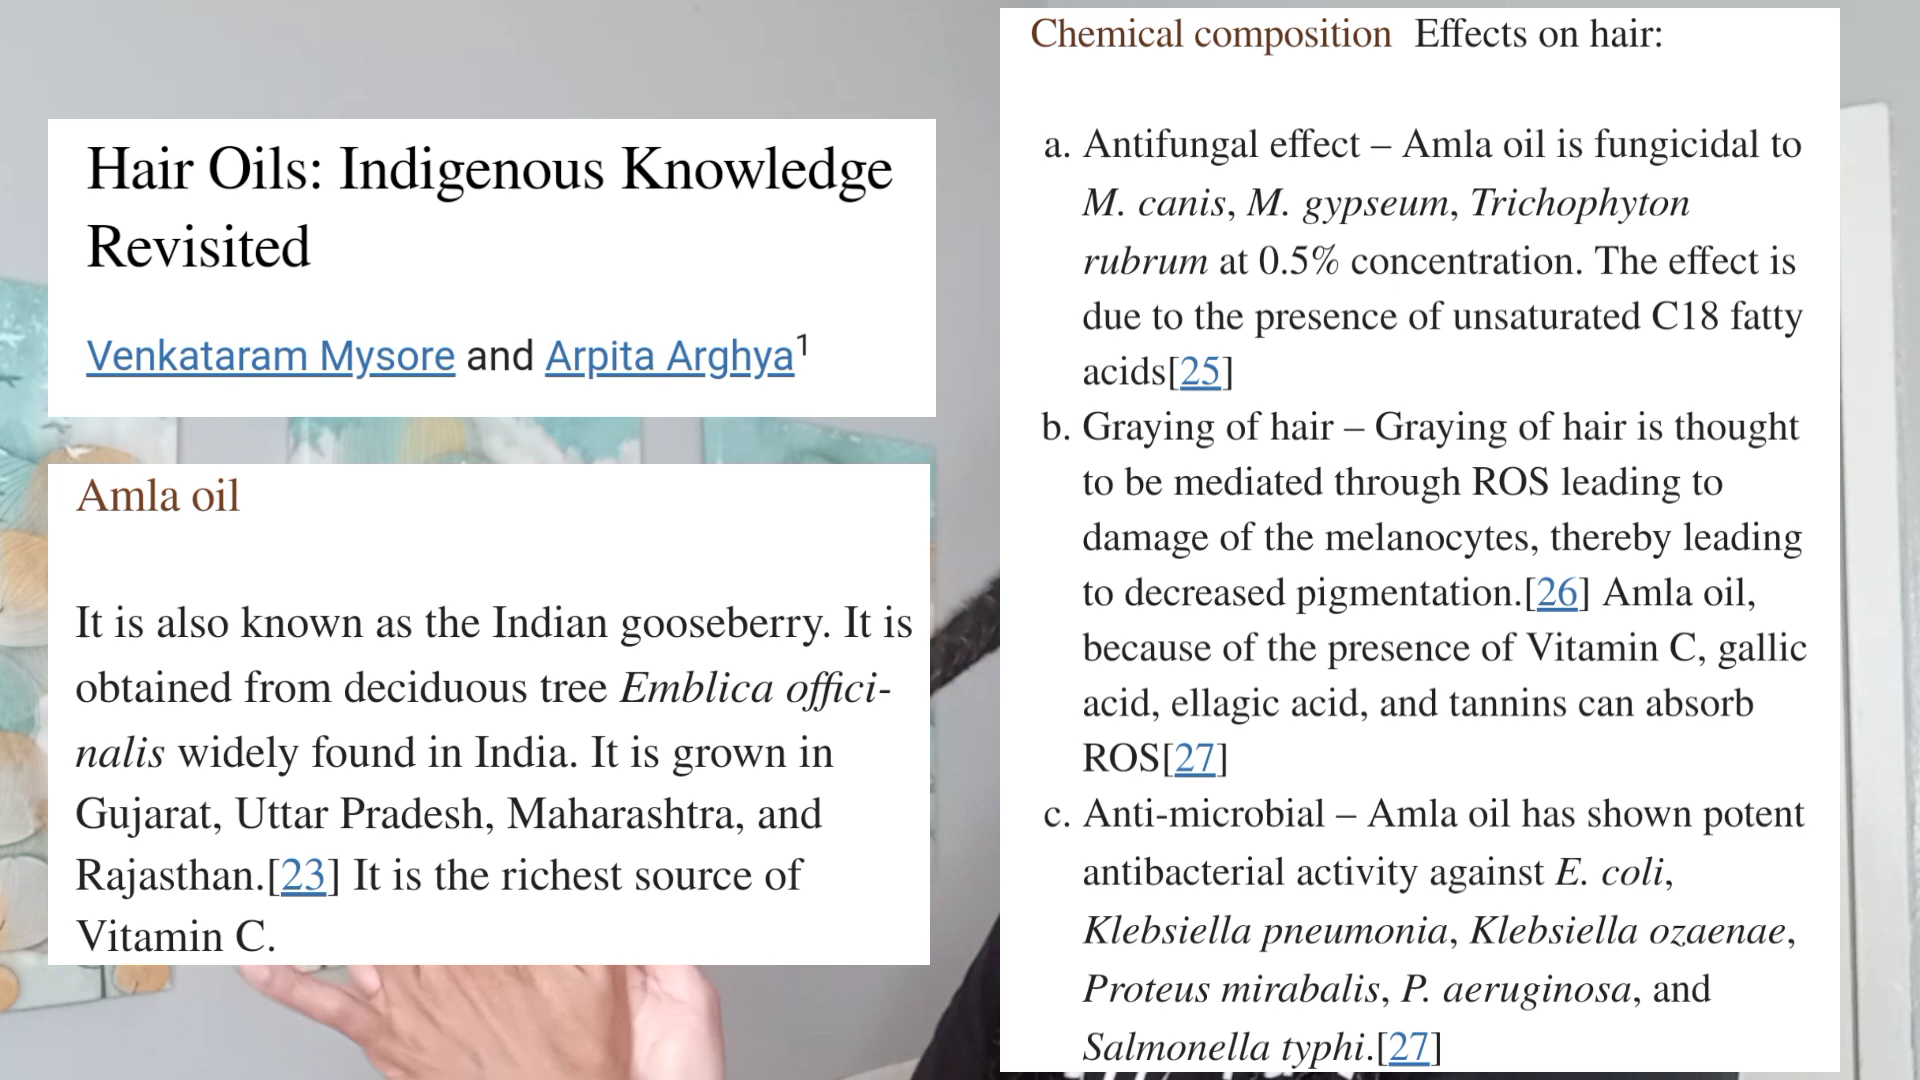 Hair Oils: Indigenous Knowledge
Revisited
Venkataram Mysore and Arpita Arghya1
Amla oil
It is also known as the Indian gooseberry. It is
obtained from deciduous tree Emblica offici-
nalis widely found in India. It is grown in
Gujarat, Uttar Pradesh, Maharashtra, and
Rajasthan.[23] It is the richest source of
Vitamin C.
Chemical composition Effects on hair:
a. Antifungal effect – Amla oil is fungicidal to
M. canis, M. gypseum, Trichophyton
rubrum at 0.5% concentration. The effect is
due to the presence of unsaturated C18 fatty
acids[25]
b. Graying of hair – Graying of hair is thought
to be mediated through ROS leading to
damage of the melanocytes, thereby leading
to decreased pigmentation.[26] Amla oil,
because of the presence of Vitamin C, gallic
acid, ellagic acid, and tannins can absorb
ROS[27]
c. Anti-microbial – Amla oil has shown potent
antibacterial activity against E. coli,
Klebsiella pneumonia, Klebsiella ozaenae,
Proteus mirabalis, P. aeruginosa, and
Salmonella typhi.[27]